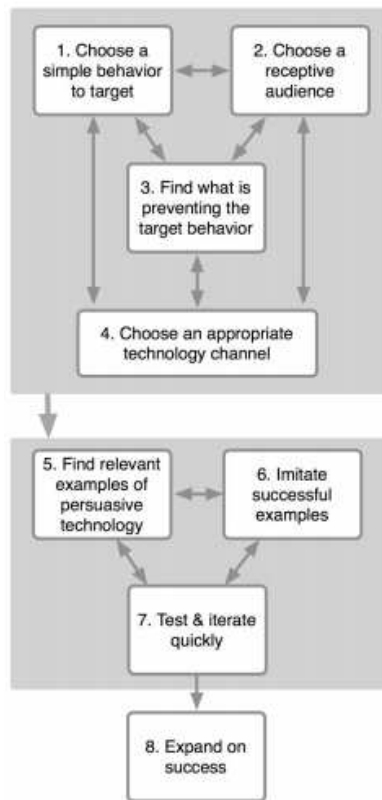 1. Choose a
simple behavior
to target
2. Choose a
receptive
audience
3. Find what is
preventing the
target behavior
4. Choose an appropriate
technology channel
5. Find relevant
examples of
persuasive
technology
6. Imitate
successful
examples
7. Test & iterate
quickly
8. Expand on
success